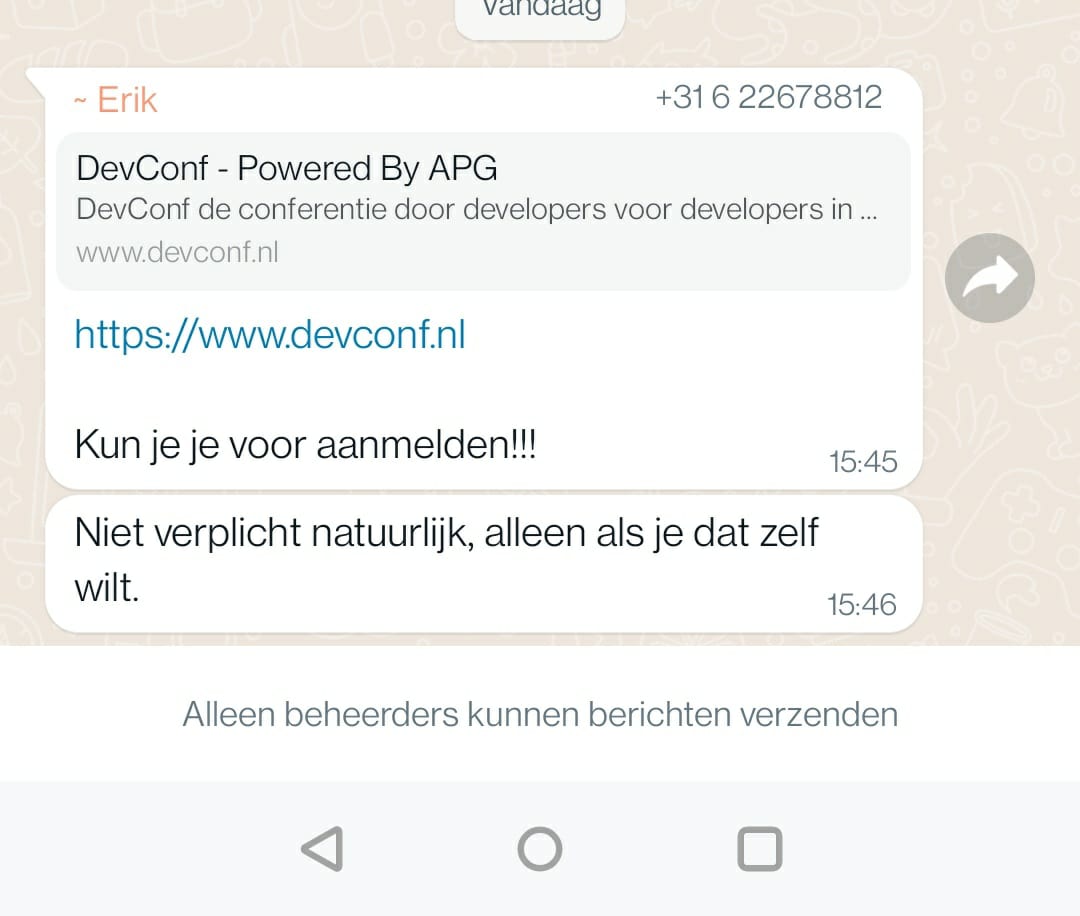 Vandaag
~ Erik
+31 6 22678812
DevConf - Powered By APG
DevConf de conferentie door developers voor developers in ...
www.devconf.nl
https://www.devconf.nl
Kun je je voor aanmelden!!!
15:45
Niet verplicht natuurlijk, alleen als je dat zelf
wilt.
15:46
Alleen beheerders kunnen berichten verzenden